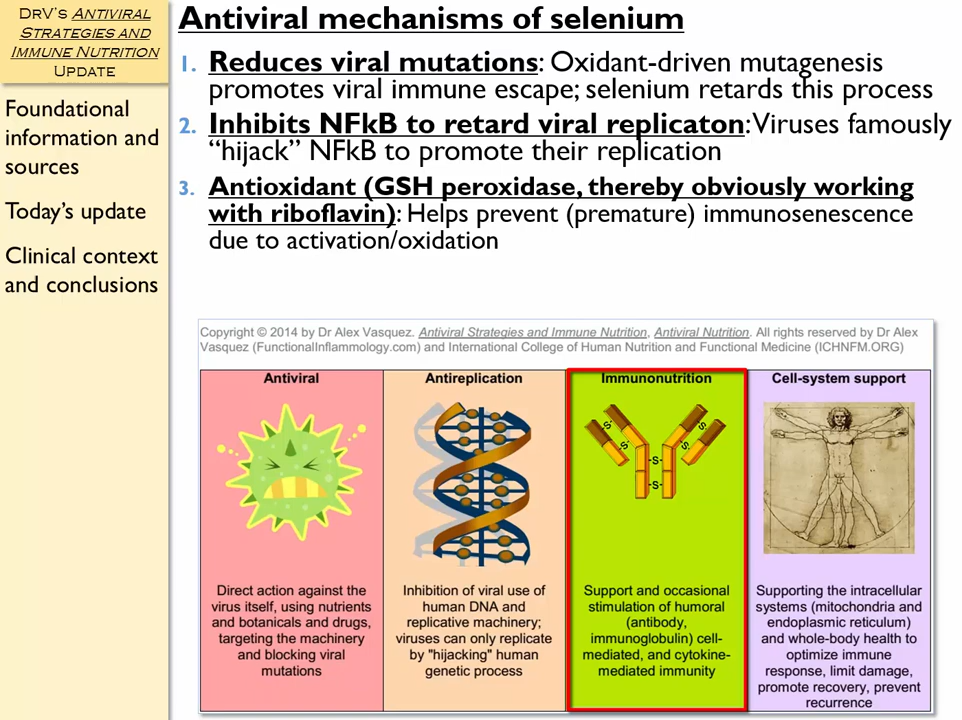 DrV's Antiviral
Strategies and
Immune Nutrition
Update
Foundational
information and
sources
Today's update
Clinical context
and conclusions
Antiviral mechanisms of selenium
1. Reduces viral mutations: Oxidant-driven mutagenesis
promotes viral immune escape; selenium retards this process
2. Inhibits NFkB to retard viral replicaton: Viruses famously
“hijack” NFkB to promote their replication
3. Antioxidant (GSH peroxidase, thereby obviously working
with riboflavin): Helps prevent (premature) immunosenescence
due to activation/oxidation
Copyright © 2014 by Dr Alex Vasquez. Antiviral Strategies and Immune Nutrition, Antiviral Nutrition. All rights reserved by Dr Alex
Vasquez (FunctionalInflammology.com) and International College of Human Nutrition and Functional Medicine (ICHNFM.ORG)
Antiviral
Direct action against the
virus itself, using nutrients
and botanicals and drugs,
targeting the machinery
and blocking viral
mutations
Antireplication
Inhibition of viral use of
human DNA and
replicative machinery;
viruses can only replicate
by "hijacking" human
genetic process
Immunonutrition
-S-
-S-
-S-
-S-
-S-
-S-
Support and occasional
stimulation of humoral
(antibody,
immunoglobulin) cell-
mediated, and cytokine-
mediated immunity
Cell-system support
Supporting the intracellular
systems (mitochondria and
endoplasmic reticulum)
and whole-body health to
optimize immune
response, limit damage,
promote recovery, prevent
recurrence